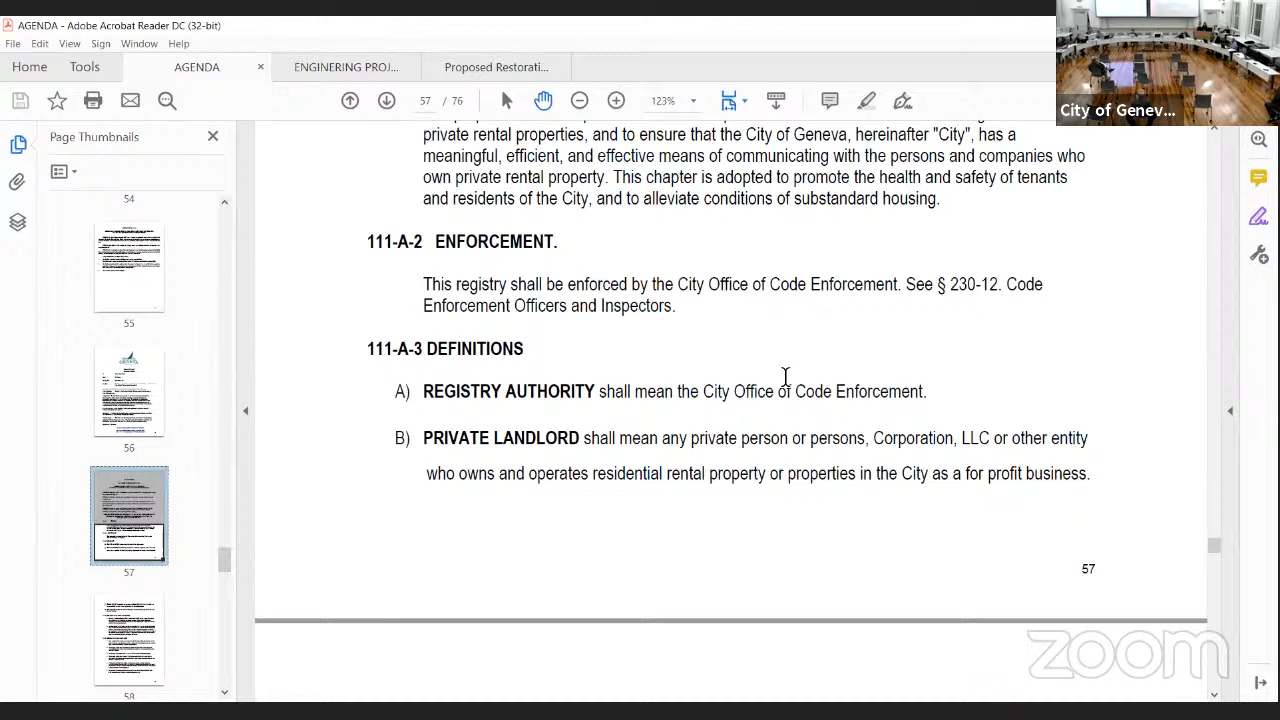 AGENDA - Adobe Acrobat Reader DC (32-bit)
File Edit View Sign Window Help
Home Tools AGENDA × ENGINERING PROJ... Proposed Restorati...
57 / 76 123%
City of Genev...
Page Thumbnails ×
54
55
56
57
58
private rental properties, and to ensure that the City of Geneva, hereinafter "City", has a
meaningful, efficient, and effective means of communicating with the persons and companies who
own private rental property. This chapter is adopted to promote the health and safety of tenants
and residents of the City, and to alleviate conditions of substandard housing.
111-A-2 ENFORCEMENT.
This registry shall be enforced by the City Office of Code Enforcement. See § 230-12. Code
Enforcement Officers and Inspectors.
111-A-3 DEFINITIONS
A) REGISTRY AUTHORITY shall mean the City Office of Code Enforcement.
B) PRIVATE LANDLORD shall mean any private person or persons, Corporation, LLC or other entity
who owns and operates residential rental property or properties in the City as a for profit business.
57
zoom